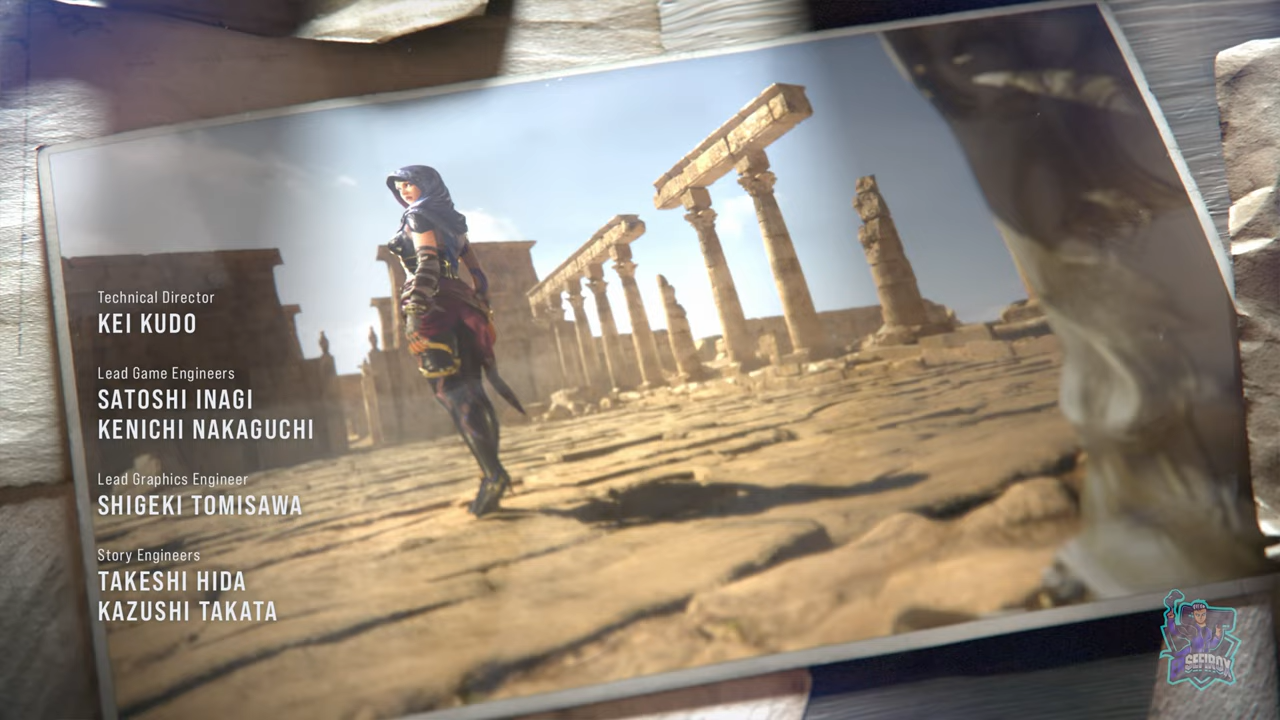 Technical Director
KEI KUDO
Lead Game Engineers
SATOSHI INAGI
KENICHI NAKAGUCHI
Lead Graphics Engineer
SHIGEKI TOMISAWA
Story Engineers
TAKESHI HIDA
KAZUSHI TAKATA
SEFIROX